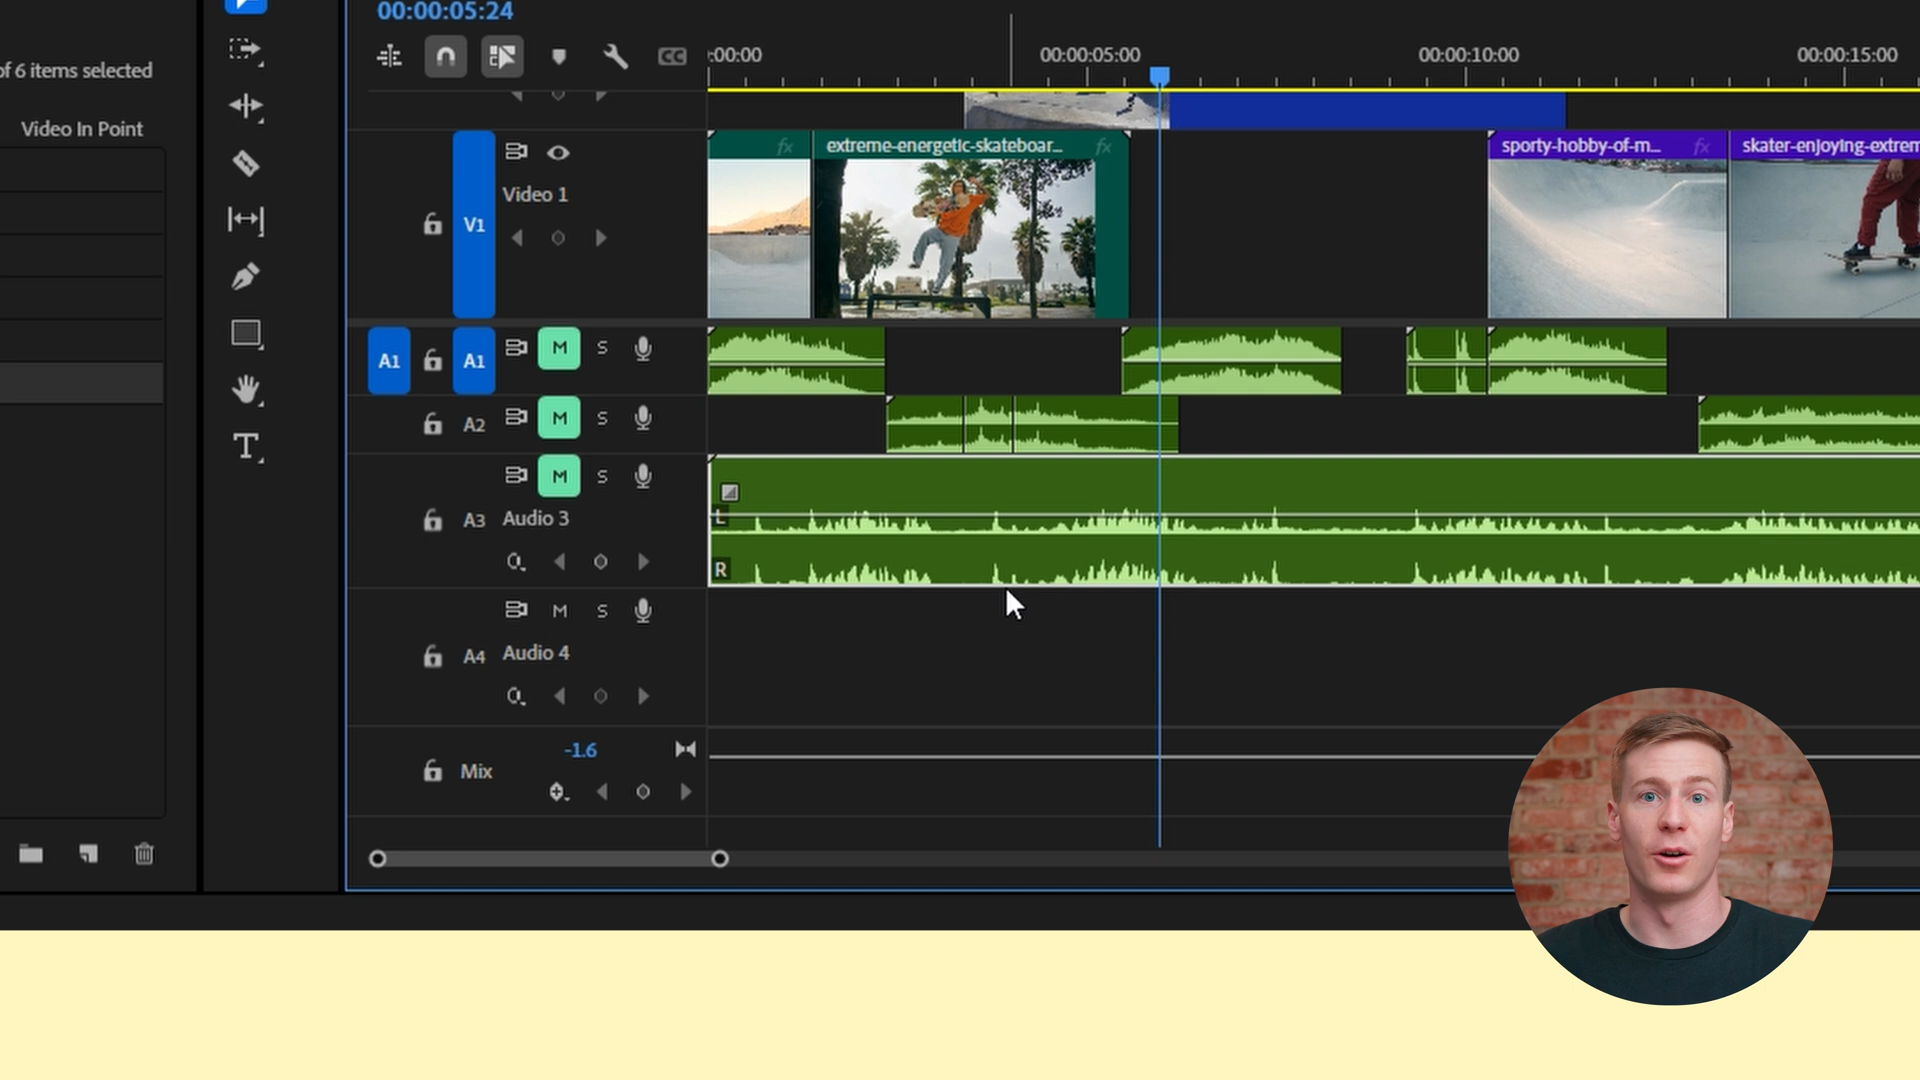 00:00:05:24
of 6 items selected
:00:00
00:00:05:00
00:00:10:00
00:00:15:00
CC
Video In Point
V1
Video 1
fx
extreme-energetic-skateboar...
fx
sporty-hobby-of-m...
fx
skater-enjoying-extrem
A1
A1
M
S
A2
M
S
M
S
A3
Audio 3
L
R
M
S
A4
Audio 4
-1.6
Mix
T